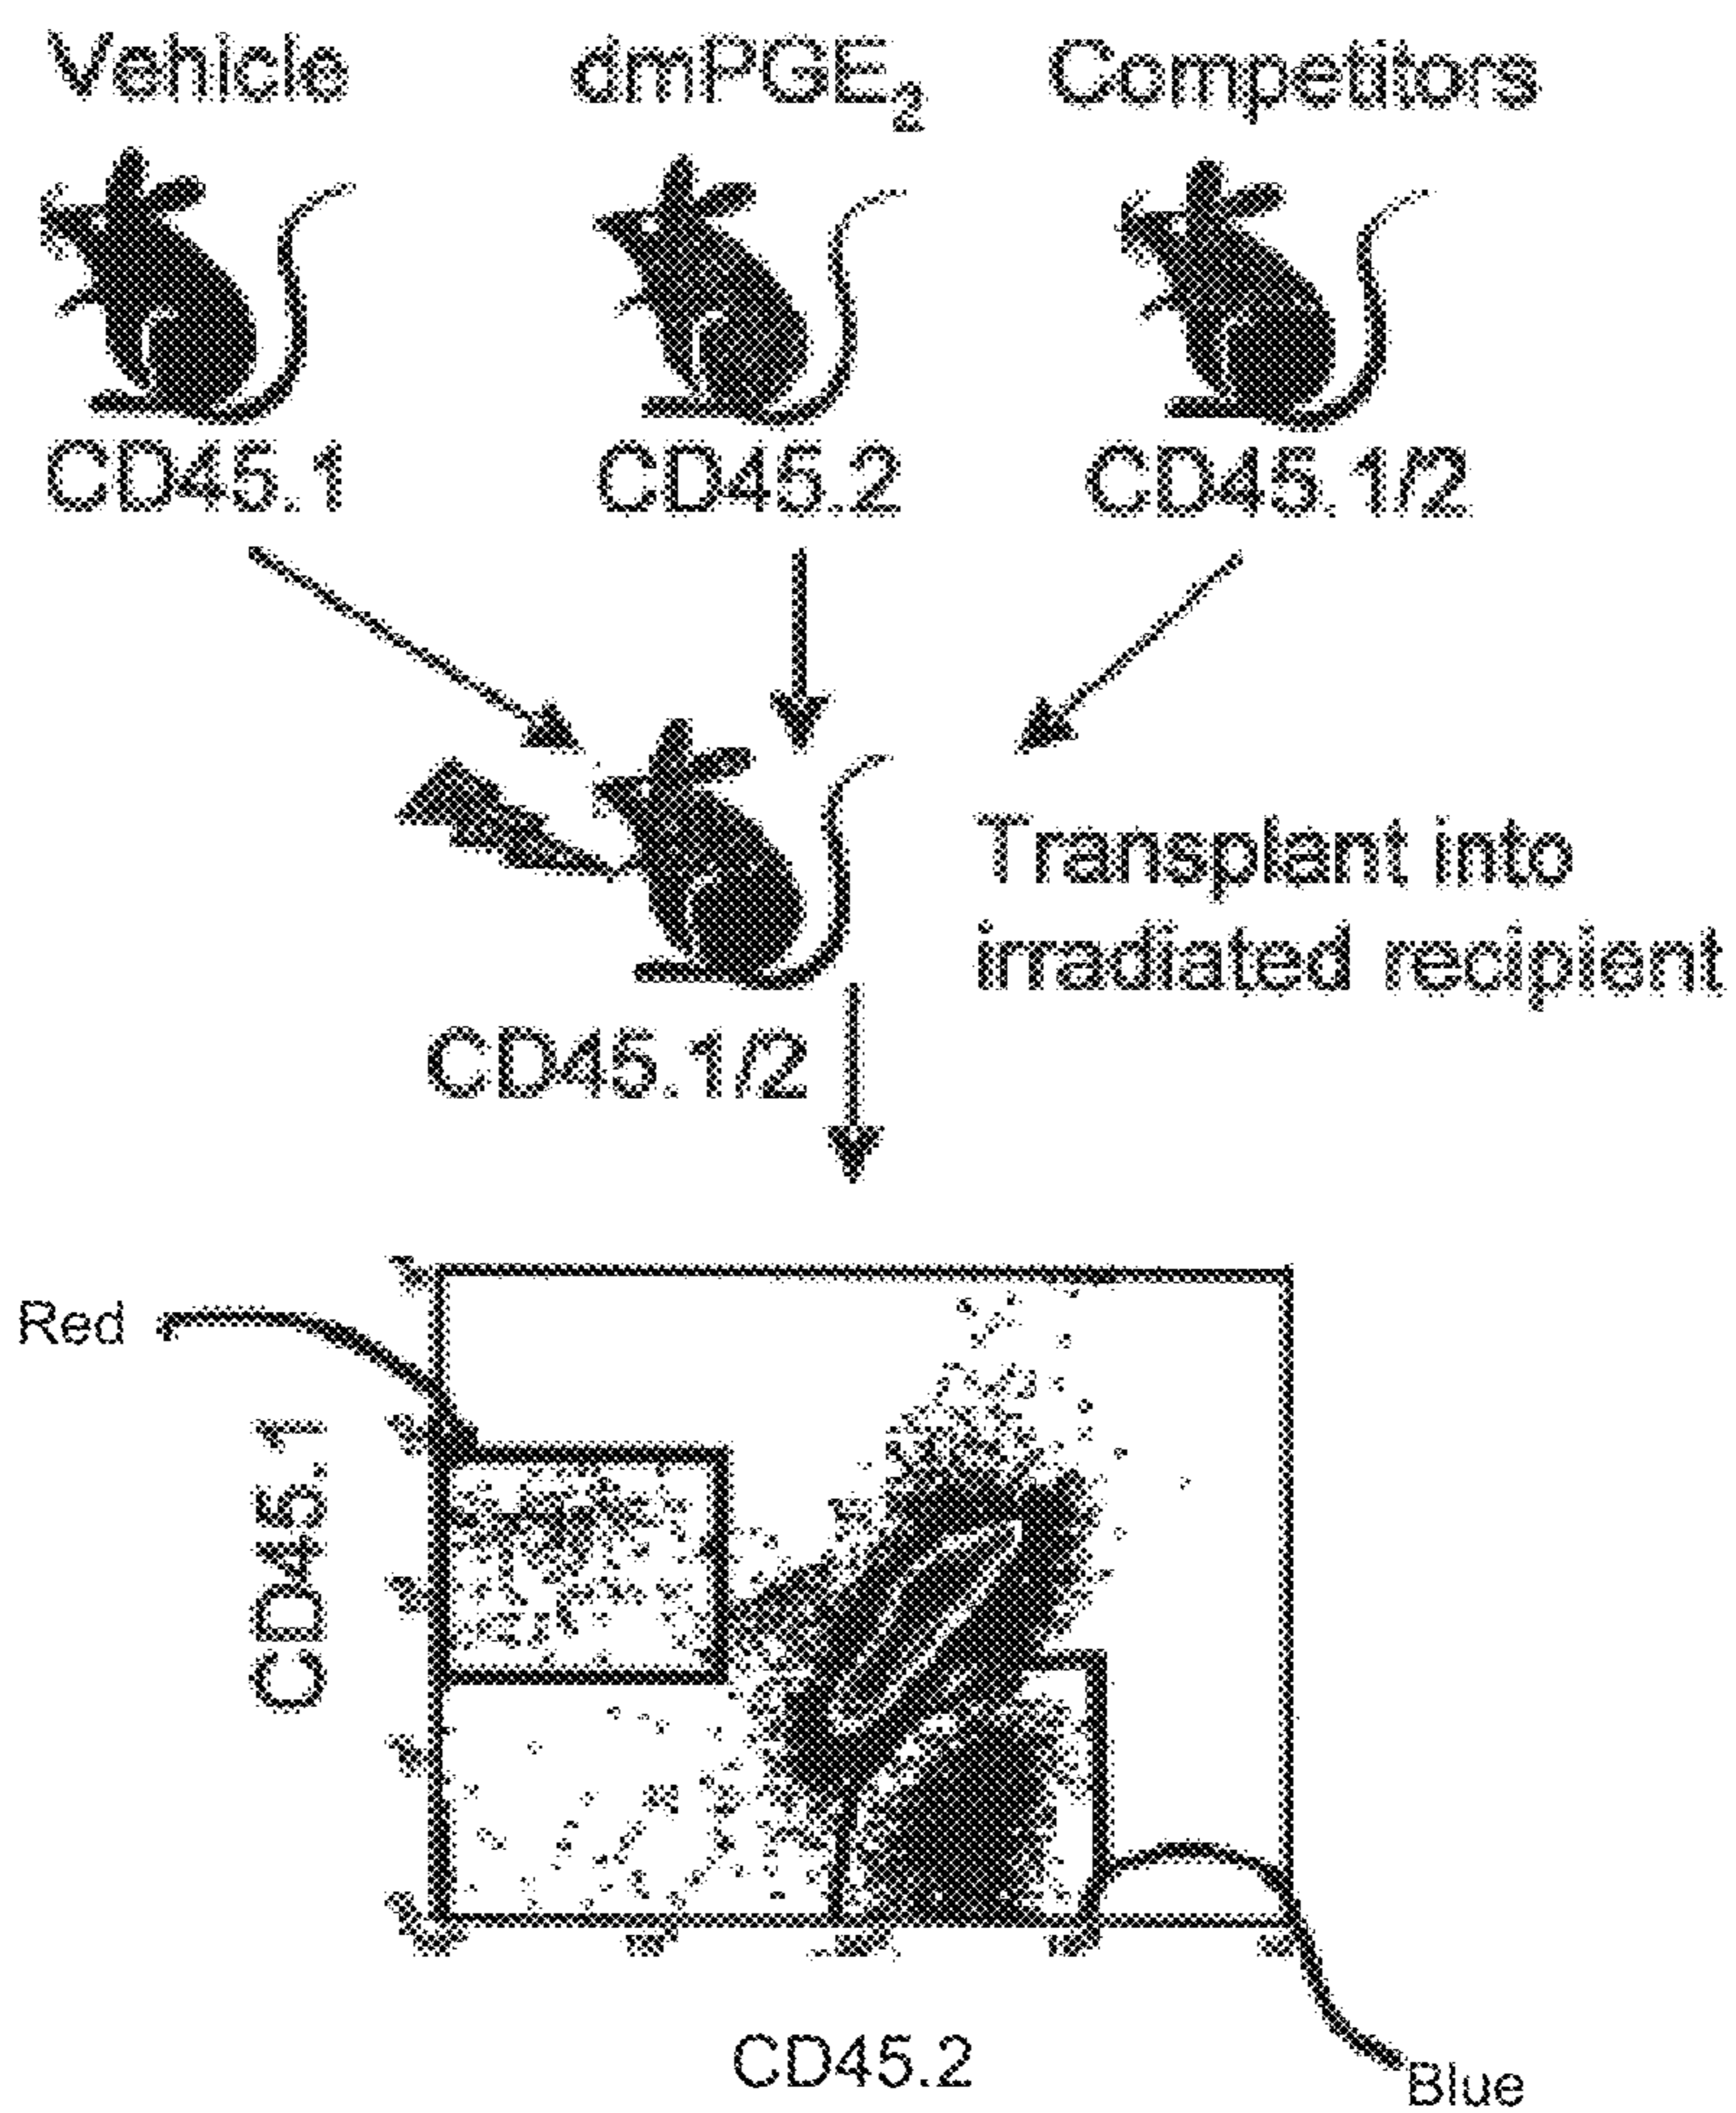 Vehicle dmPGE₂ Competitors
CD45.1 CD45.2 CD45.1/2
Transplant into
irradiated recipient
CD45.1/2
Red
CD45.1
CD45.2
Blue